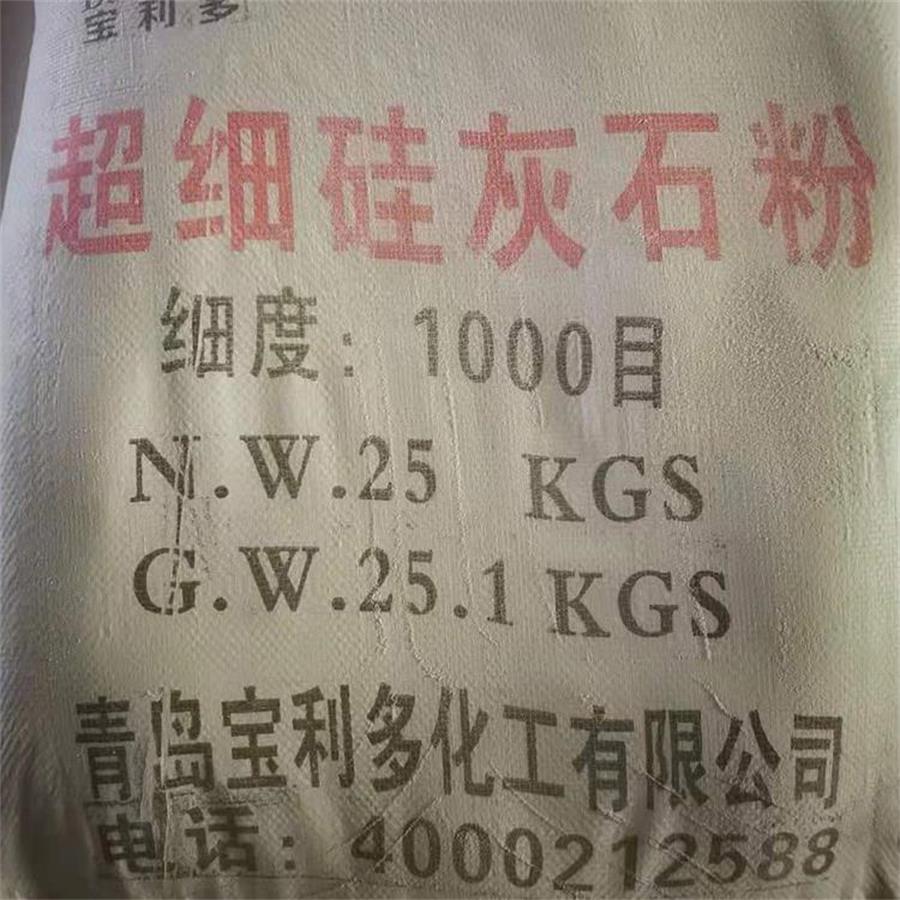 宝利多
超细硅灰石粉
细度：1000目
N.W.25 KGS
G.W.25.1KGS
青岛宝利多化工有限公司
电话：4000212588